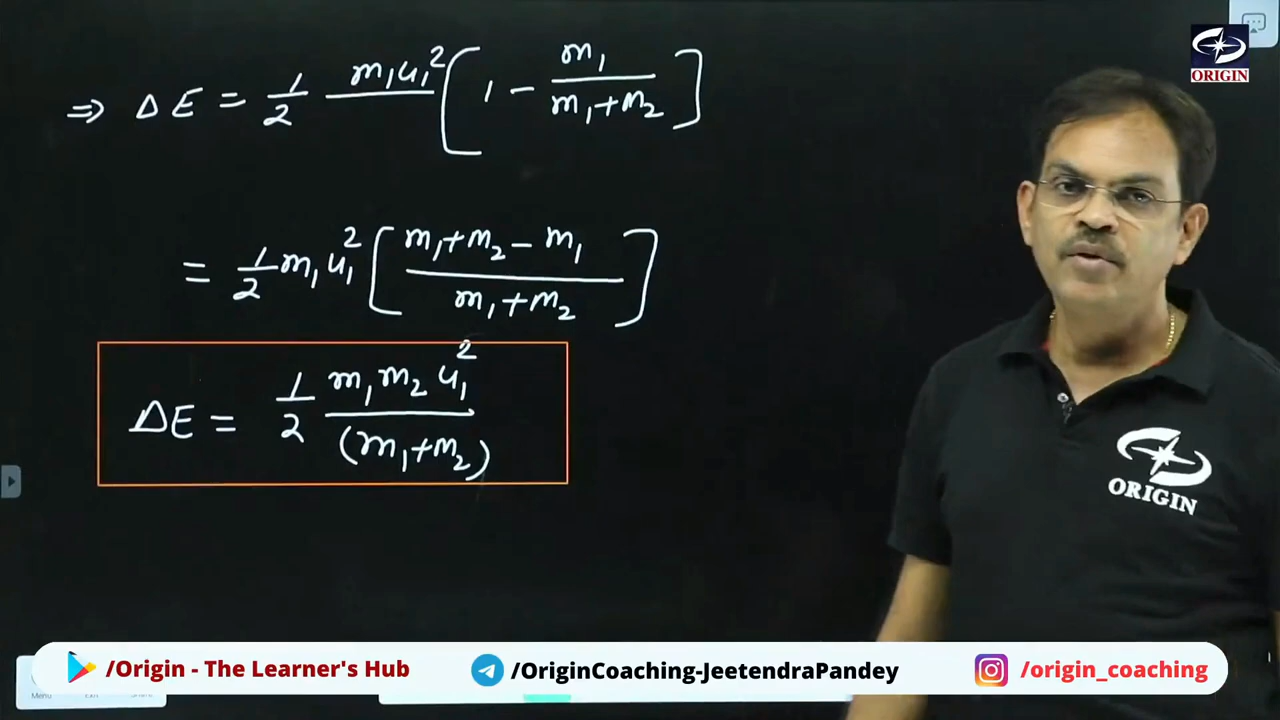 ⇒ ΔE = 1/2 m₁u₁² [1 - m₁/(m₁+m₂)]
= 1/2 m₁u₁² [(m₁+m₂-m₁)/(m₁+m₂)]
ΔE = 1/2 m₁m₂u₁²/(m₁+m₂)
ORIGIN
ORIGIN
/Origin - The Learner's Hub
/OriginCoaching-JeetendraPandey
/origin_coaching
Menu